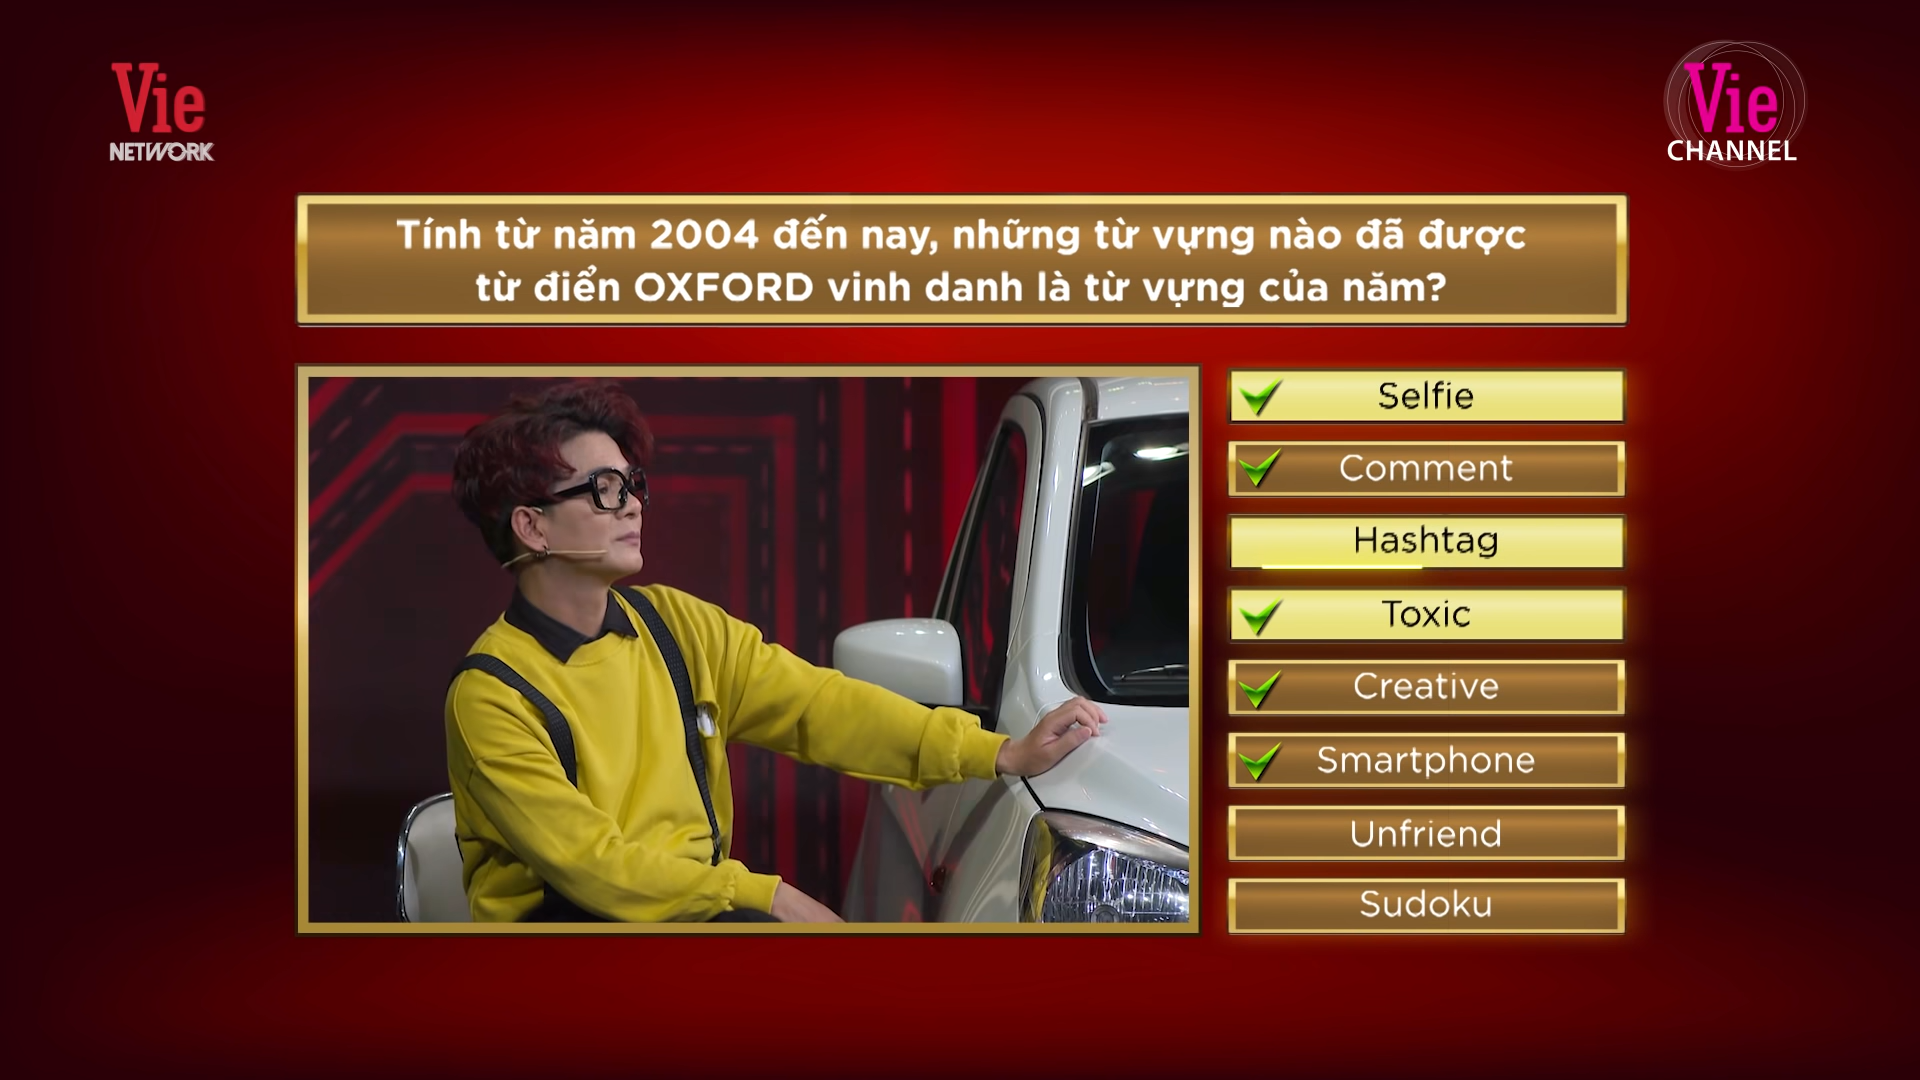 Vie
NETWORK
Vie
CHANNEL
Tính từ năm 2004 đến nay, những từ vựng nào đã được
từ điển OXFORD vinh danh là từ vựng của năm?
Selfie
Comment
Hashtag
Toxic
Creative
Smartphone
Unfriend
Sudoku